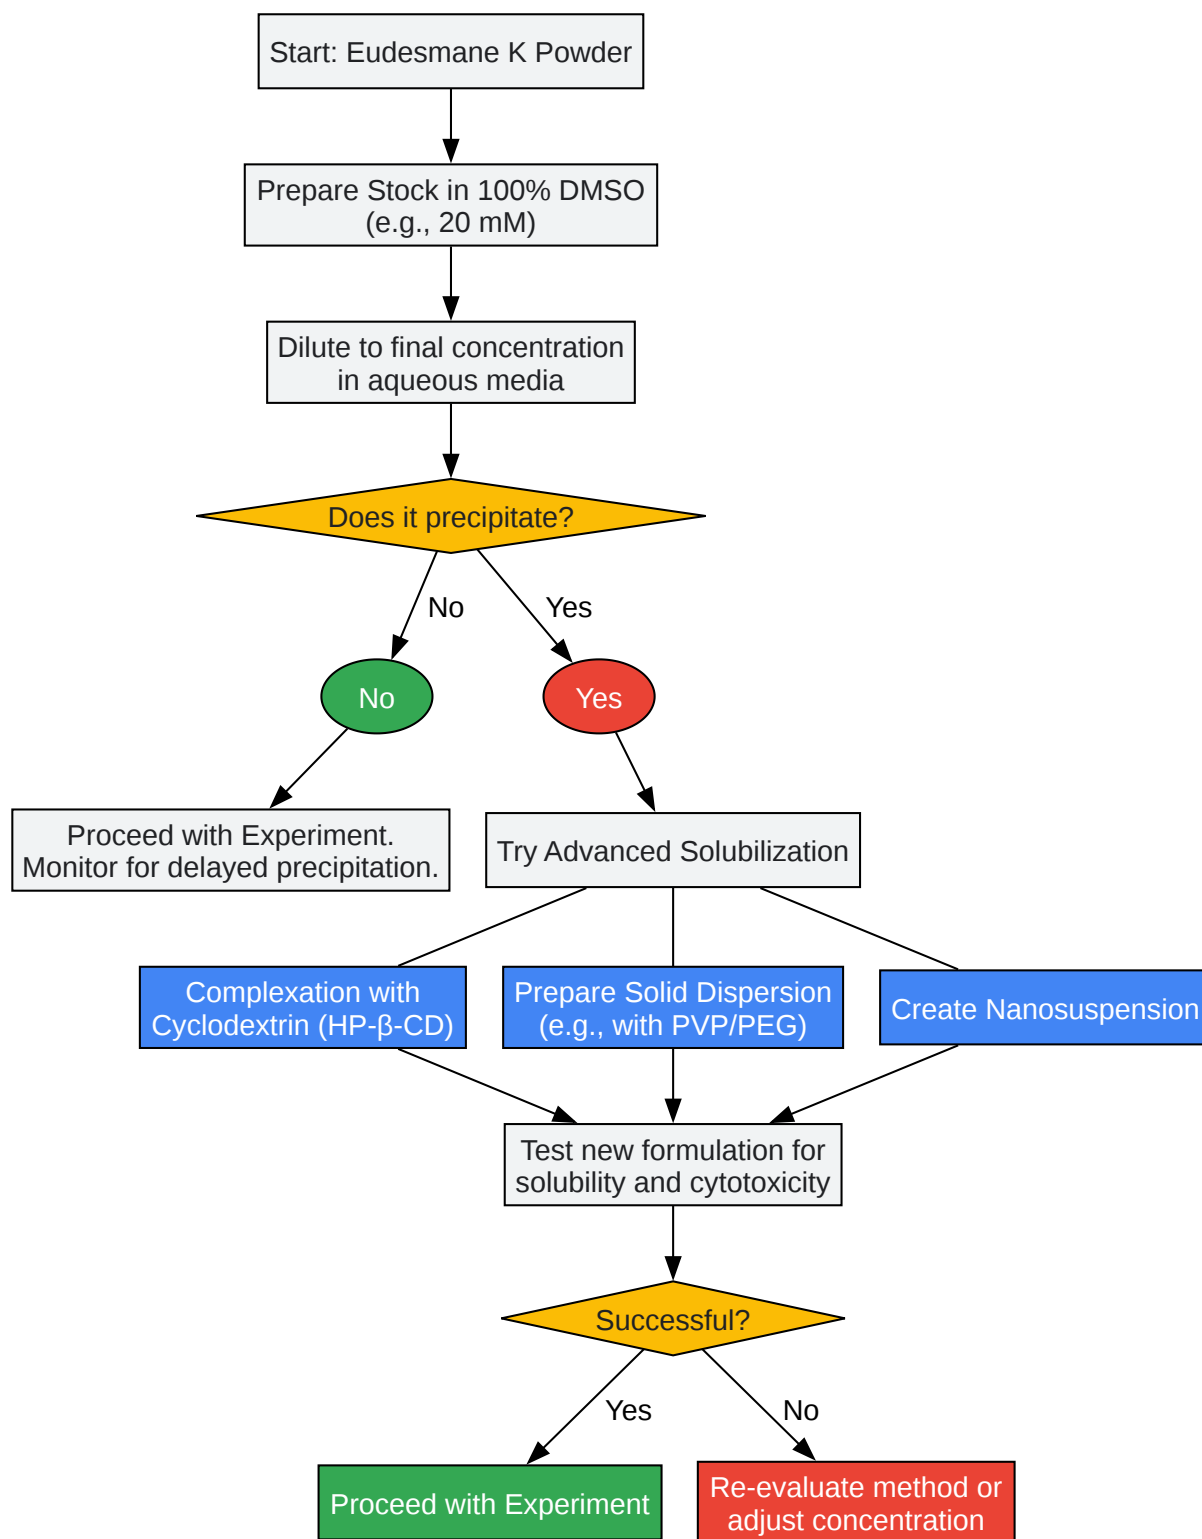 Start: Eudesmane K Powder
Prepare Stock in 100% DMSO
(e.g., 20 mM)
Dilute to final concentration
in aqueous media
Does it precipitate?
No
Yes
No
Yes
Proceed with Experiment.
Monitor for delayed precipitation.
Try Advanced Solubilization
Complexation with
Cyclodextrin (HP-β-CD)
Prepare Solid Dispersion
(e.g., with PVP/PEG)
Create Nanosuspension
Test new formulation for
solubility and cytotoxicity
Successful?
Yes
No
Proceed with Experiment
Re-evaluate method or
adjust concentration